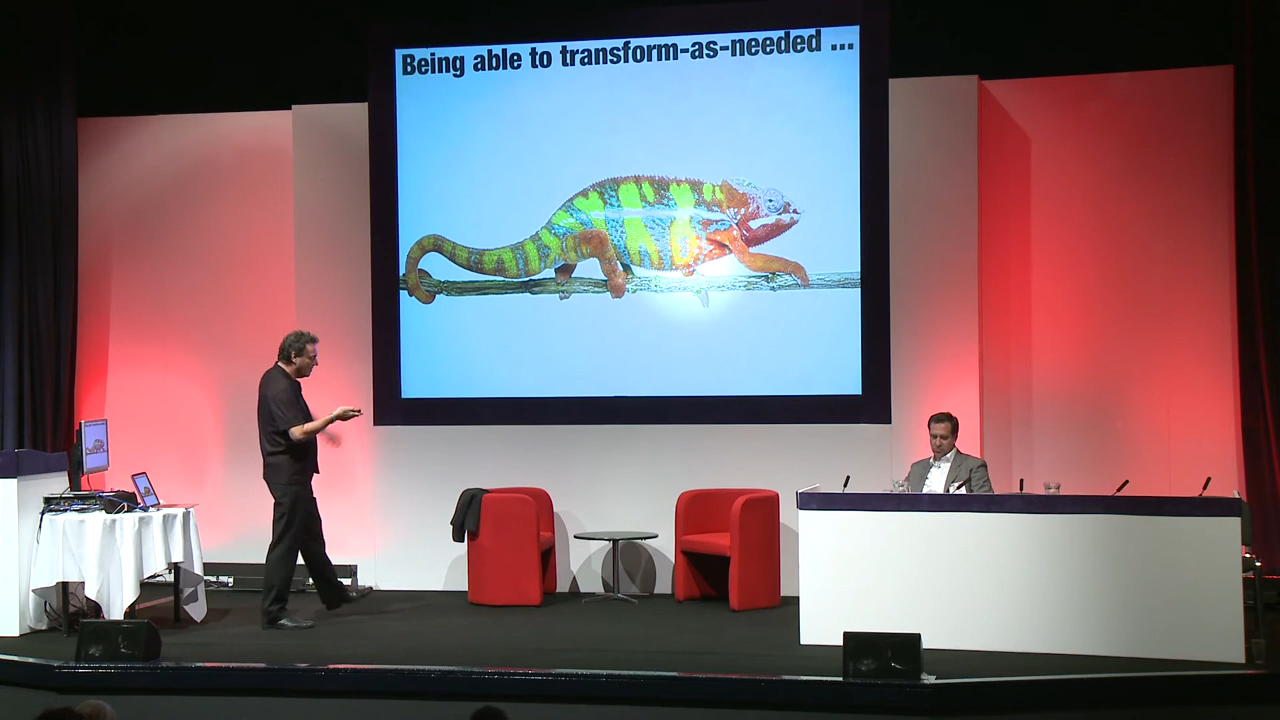 Being able to transform-as-needed ...